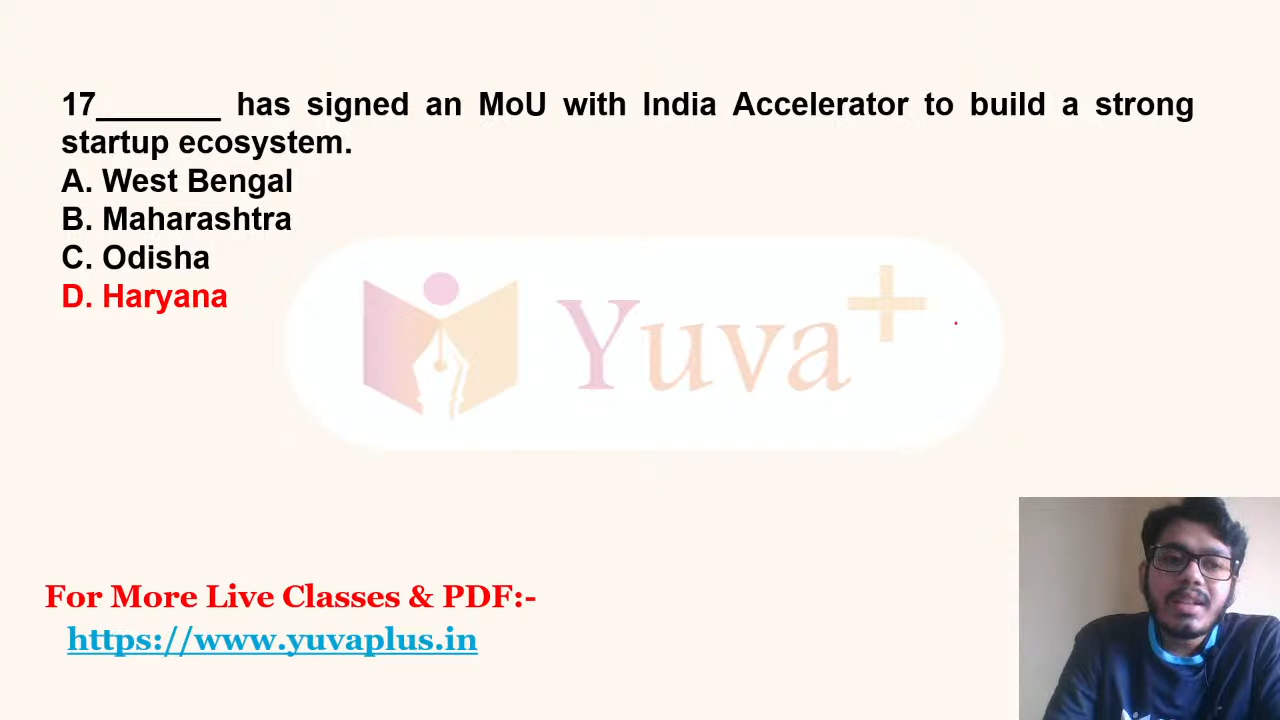 17_______ has signed an MoU with India Accelerator to build a strong
startup ecosystem.
A. West Bengal
B. Maharashtra
C. Odisha
D. Haryana
Yuva+
For More Live Classes & PDF:-
https://www.yuvaplus.in